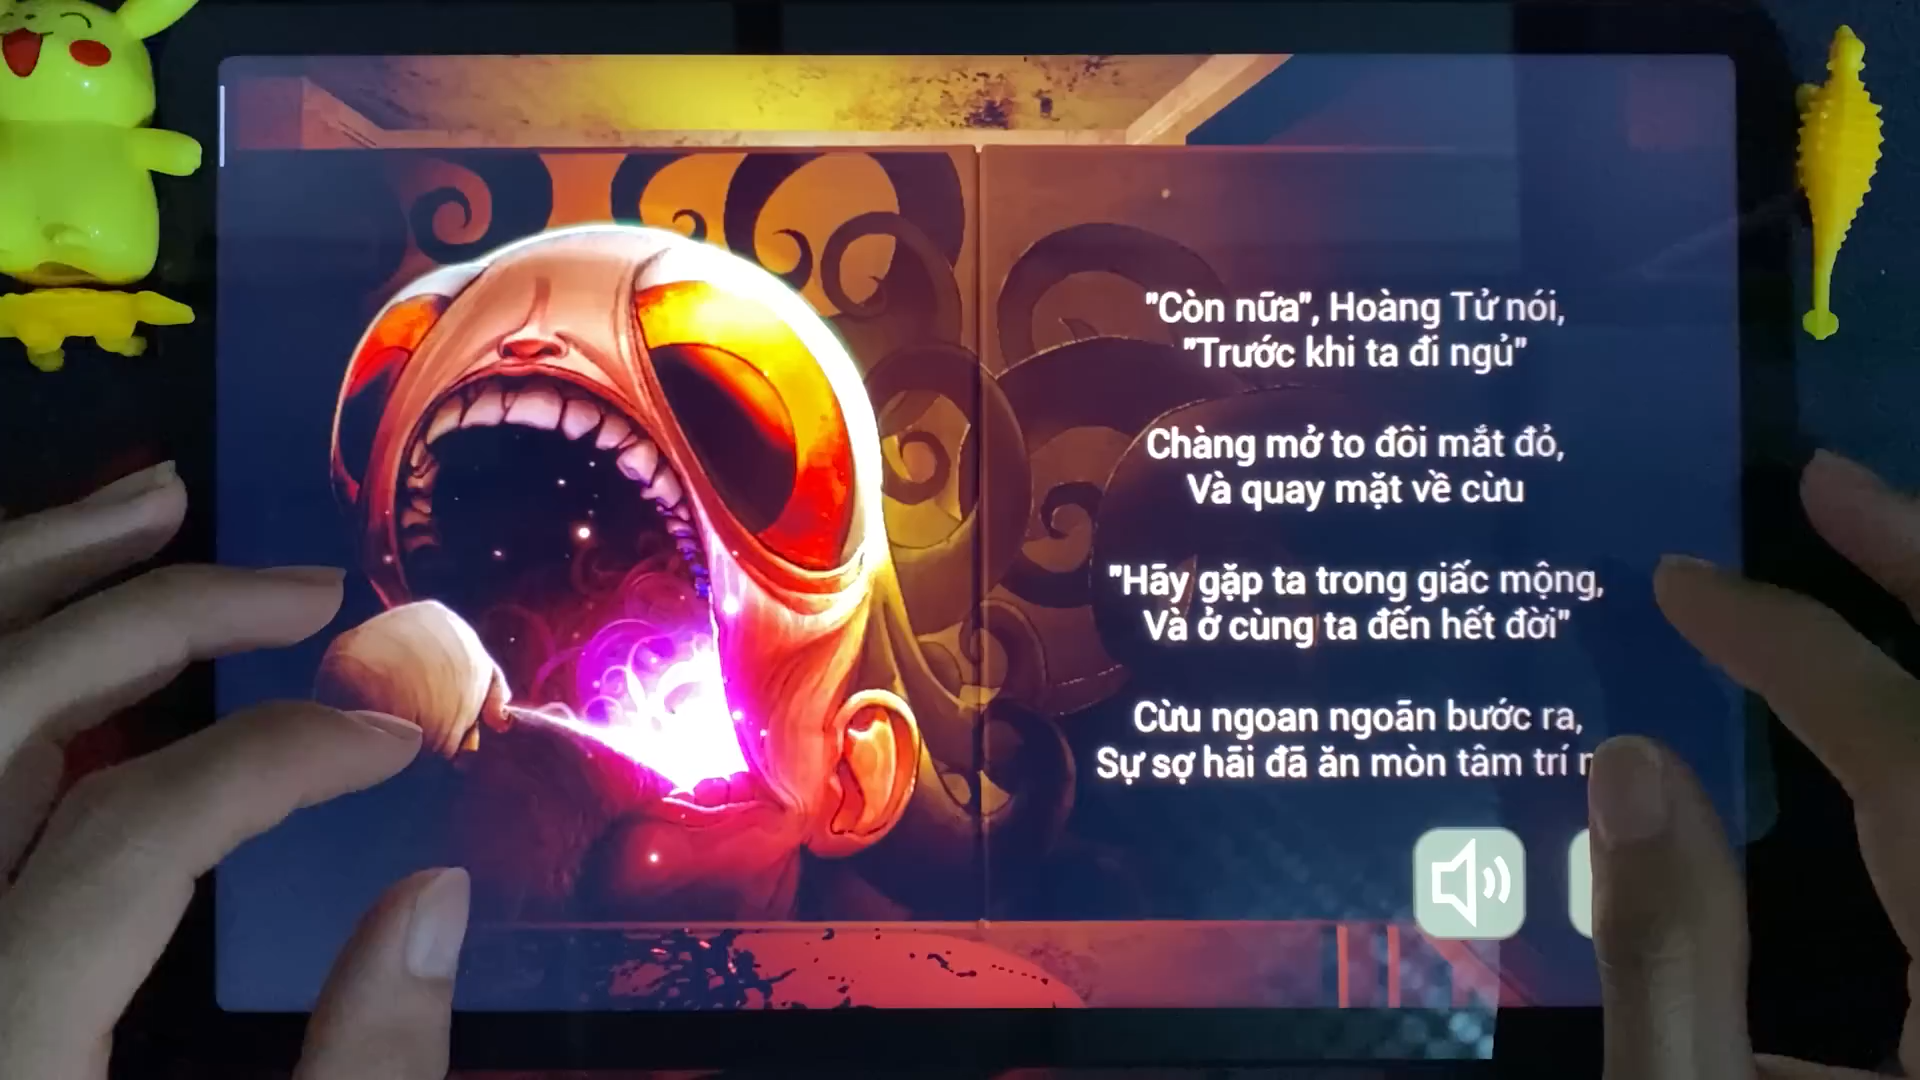 "Còn nữa", Hoàng Tử nói,
"Trước khi ta đi ngủ"
Chàng mở to đôi mắt đỏ,
Và quay mặt về cừu
"Hãy gặp ta trong giấc mộng,
Và ở cùng ta đến hết đời"
Cừu ngoan ngoãn bước ra,
Sự sợ hãi đã ăn mòn tâm trí